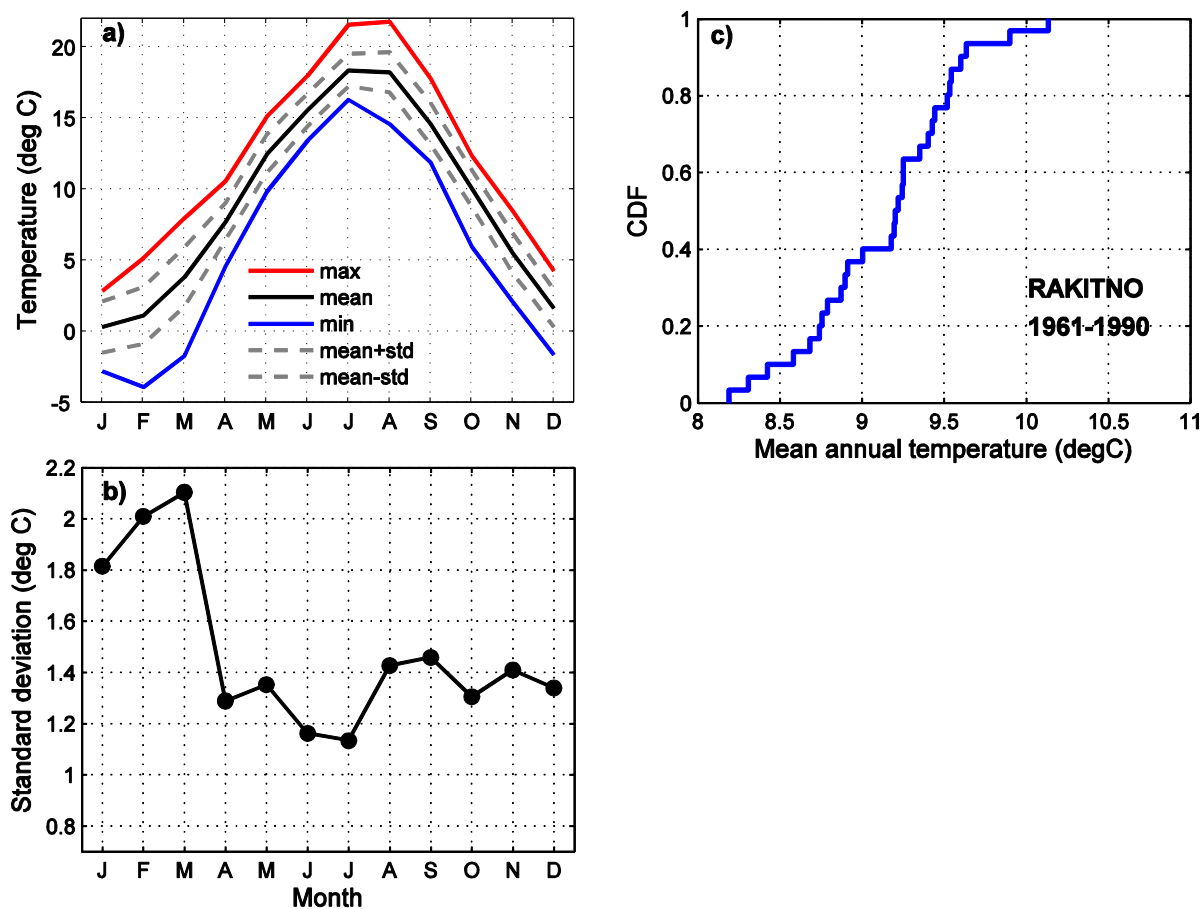 a)
Temperature (deg C)
20
15
10
5
0
-5
max
mean
min
mean+std
mean-std
J F M A M J J A S O N D
c)
CDF
1
0.8
0.6
0.4
0.2
0
RAKITNO
1961-1990
8 8.5 9 9.5 10 10.5 11
Mean annual temperature (degC)
b)
Standard deviation (deg C)
2.2
2
1.8
1.6
1.4
1.2
1
0.8
J F M A M J J A S O N D
Month